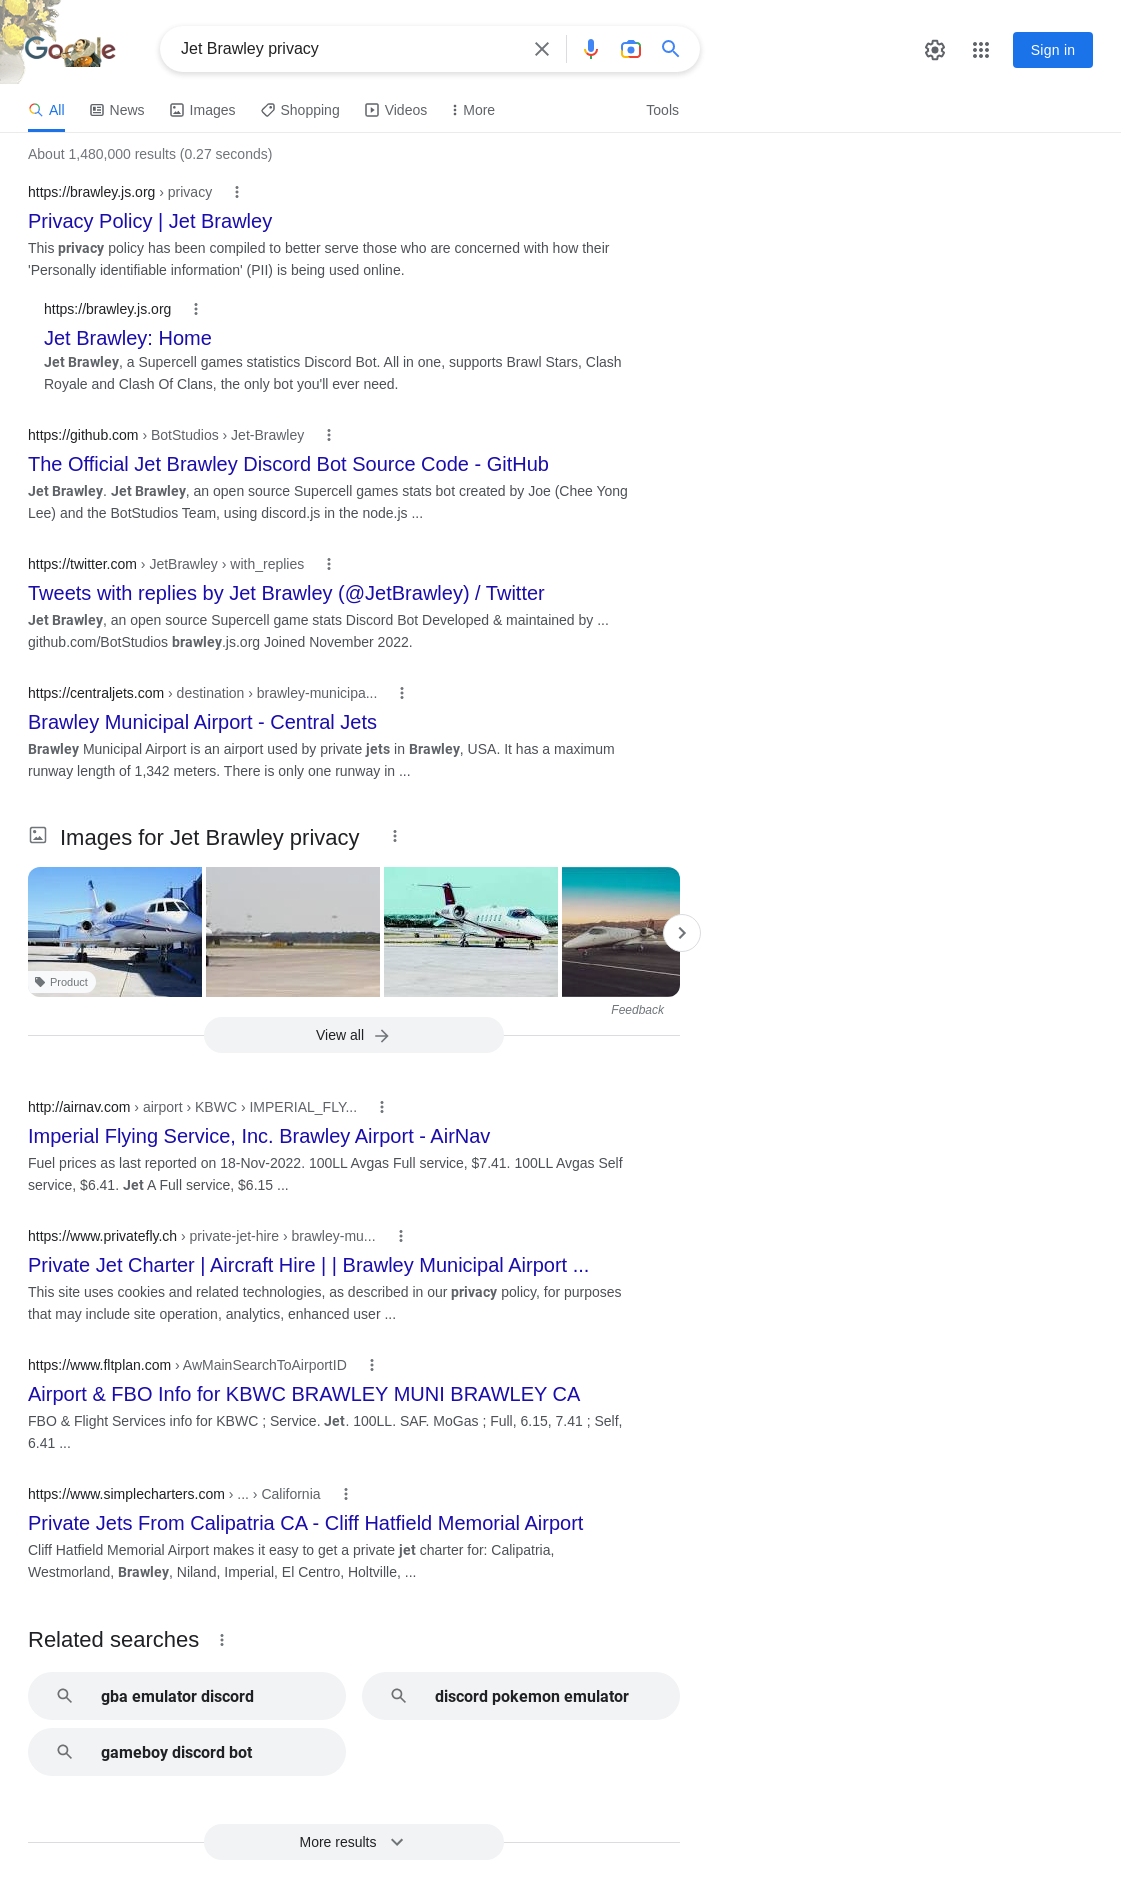 Google
Jet Brawley privacy
Sign in
All
News
Images
Shopping
Videos
More
Tools
About 1,480,000 results (0.27 seconds)
https://brawley.js.org › privacy
Privacy Policy | Jet Brawley
This privacy policy has been compiled to better serve those who are concerned with how their
'Personally identifiable information' (PII) is being used online.
https://brawley.js.org
Jet Brawley: Home
Jet Brawley, a Supercell games statistics Discord Bot. All in one, supports Brawl Stars, Clash
Royale and Clash Of Clans, the only bot you'll ever need.
https://github.com › BotStudios › Jet-Brawley
The Official Jet Brawley Discord Bot Source Code - GitHub
Jet Brawley. Jet Brawley, an open source Supercell games stats bot created by Joe (Chee Yong
Lee) and the BotStudios Team, using discord.js in the node.js ...
https://twitter.com › JetBrawley › with_replies
Tweets with replies by Jet Brawley (@JetBrawley) / Twitter
Jet Brawley, an open source Supercell game stats Discord Bot Developed & maintained by ...
github.com/BotStudios brawley.js.org Joined November 2022.
https://centraljets.com › destination › brawley-municipa...
Brawley Municipal Airport - Central Jets
Brawley Municipal Airport is an airport used by private jets in Brawley, USA. It has a maximum
runway length of 1,342 meters. There is only one runway in ...
Images for Jet Brawley privacy
Product
Feedback
View all
http://airnav.com › airport › KBWC › IMPERIAL_FLY...
Imperial Flying Service, Inc. Brawley Airport - AirNav
Fuel prices as last reported on 18-Nov-2022. 100LL Avgas Full service, $7.41. 100LL Avgas Self
service, $6.41. Jet A Full service, $6.15 ...
https://www.privatefly.ch › private-jet-hire › brawley-mu...
Private Jet Charter | Aircraft Hire | | Brawley Municipal Airport ...
This site uses cookies and related technologies, as described in our privacy policy, for purposes
that may include site operation, analytics, enhanced user ...
https://www.fltplan.com › AwMainSearchToAirportID
Airport & FBO Info for KBWC BRAWLEY MUNI BRAWLEY CA
FBO & Flight Services info for KBWC ; Service. Jet. 100LL. SAF. MoGas ; Full, 6.15, 7.41 ; Self,
6.41 ...
https://www.simplecharters.com › ... › California
Private Jets From Calipatria CA - Cliff Hatfield Memorial Airport
Cliff Hatfield Memorial Airport makes it easy to get a private jet charter for: Calipatria,
Westmorland, Brawley, Niland, Imperial, El Centro, Holtville, ...
Related searches
gba emulator discord
discord pokemon emulator
gameboy discord bot
More results